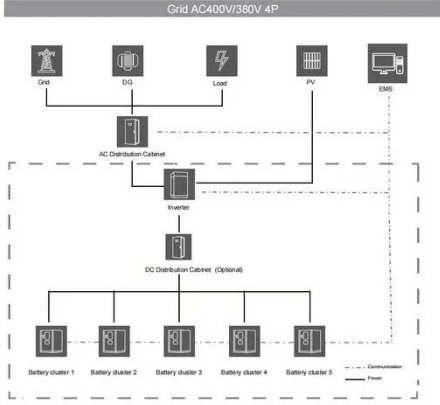 Grid AC400V/380V 4P
Grid
DG
Load
PV
EMS
AC Distribution Cabinet
Inverter
DC Distribution Cabinet (Optional)
Battery cluster 1
Battery cluster 2
Battery cluster 3
Battery cluster 4
Battery cluster 5
Communication
Power